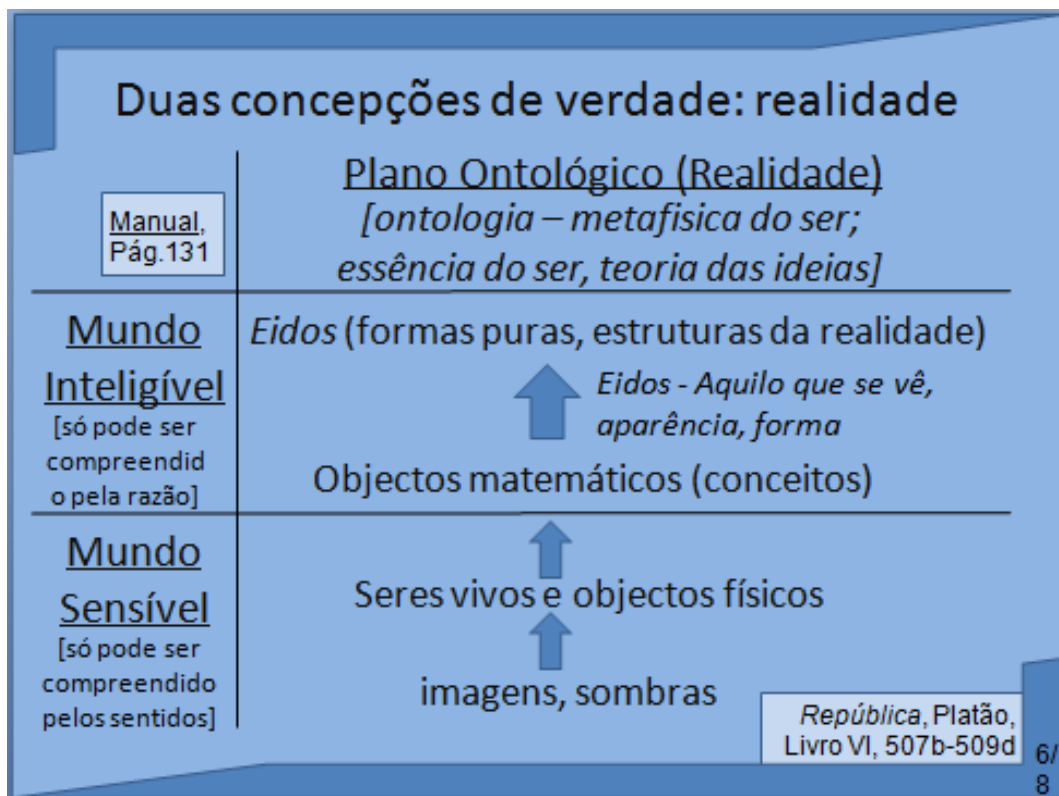 Duas concepções de verdade: realidade
Manual,
Pág.131
Plano Ontológico (Realidade)
[ontologia – metafisica do ser;
essência do ser, teoria das ideias]
Mundo
Inteligível
[só pode ser
compreendid
o pela razão]
Eidos (formas puras, estruturas da realidade)
Eidos - Aquilo que se vê,
aparência, forma
Objectos matemáticos (conceitos)
Mundo
Sensível
[só pode ser
compreendido
pelos sentidos]
Seres vivos e objectos físicos
imagens, sombras
República, Platão,
Livro VI, 507b-509d
6/
8